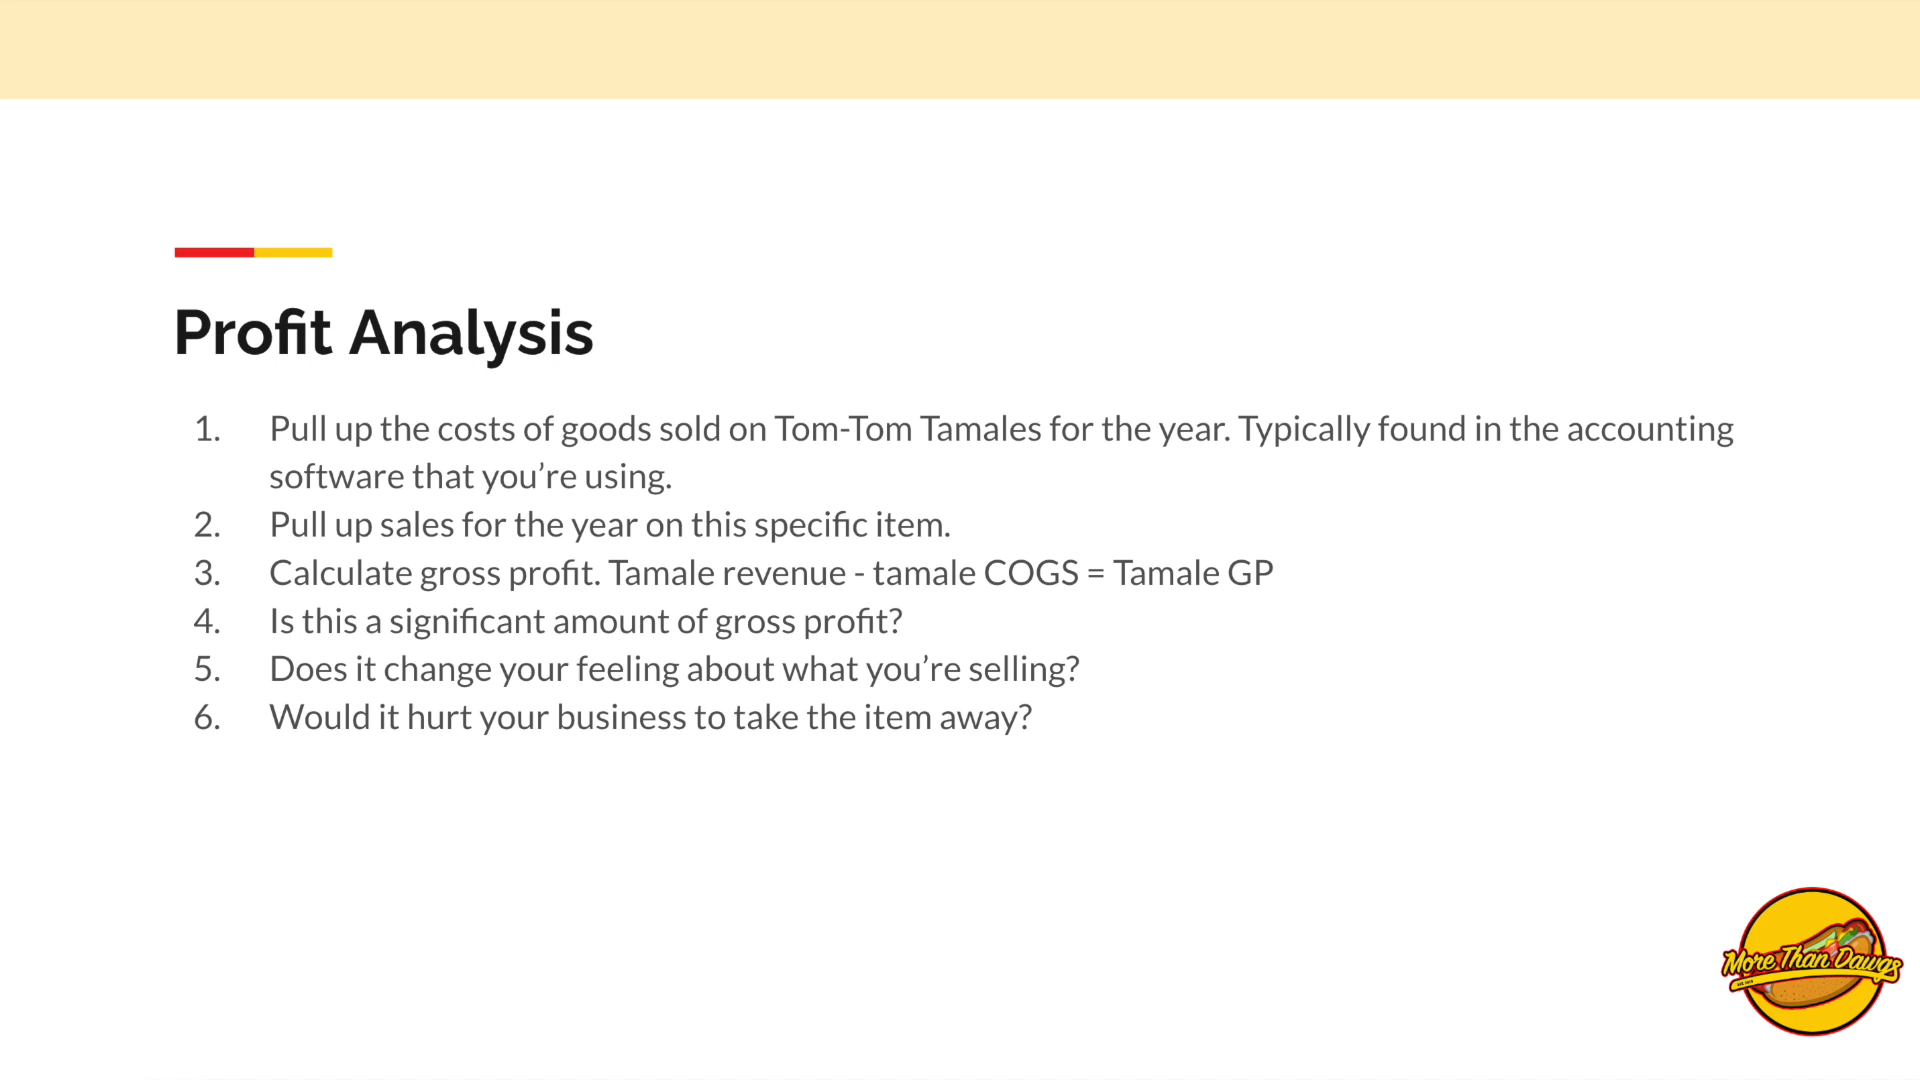 Profit Analysis
1. Pull up the costs of goods sold on Tom-Tom Tamales for the year. Typically found in the accounting
software that you’re using.
2. Pull up sales for the year on this specific item.
3. Calculate gross profit. Tamale revenue - tamale COGS = Tamale GP
4. Is this a significant amount of gross profit?
5. Does it change your feeling about what you’re selling?
6. Would it hurt your business to take the item away?
More Than Dawgs